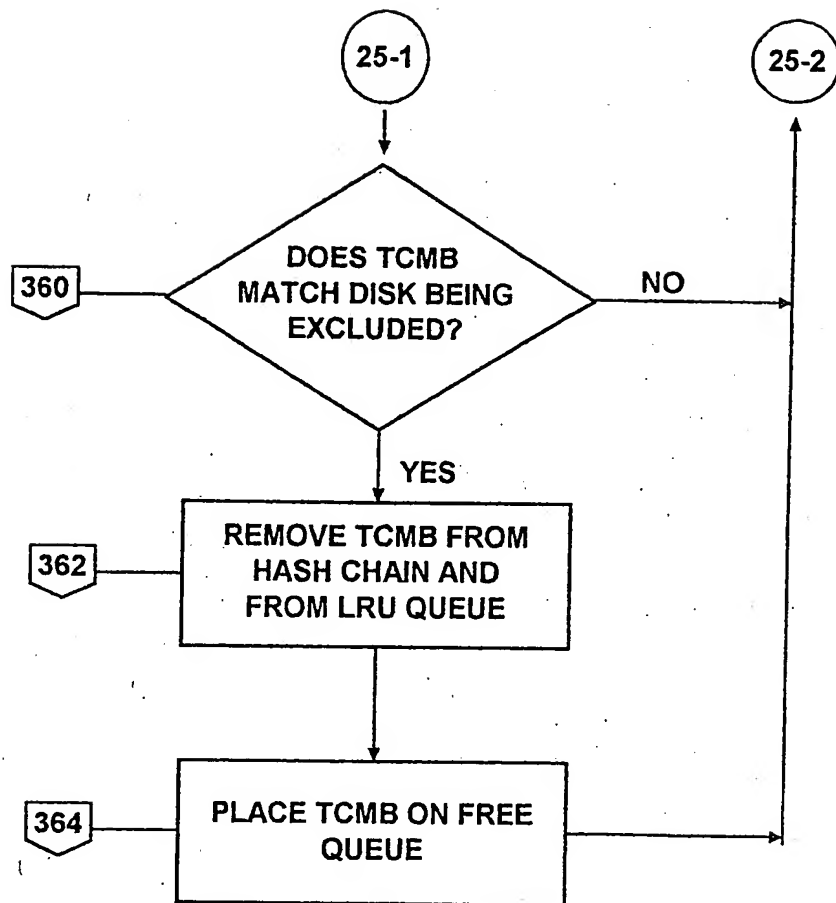 25-1
25-2
360
DOES TCMB
MATCH DISK BEING
EXCLUDED?
NO
YES
362
REMOVE TCMB FROM
HASH CHAIN AND
FROM LRU QUEUE
364
PLACE TCMB ON FREE
QUEUE